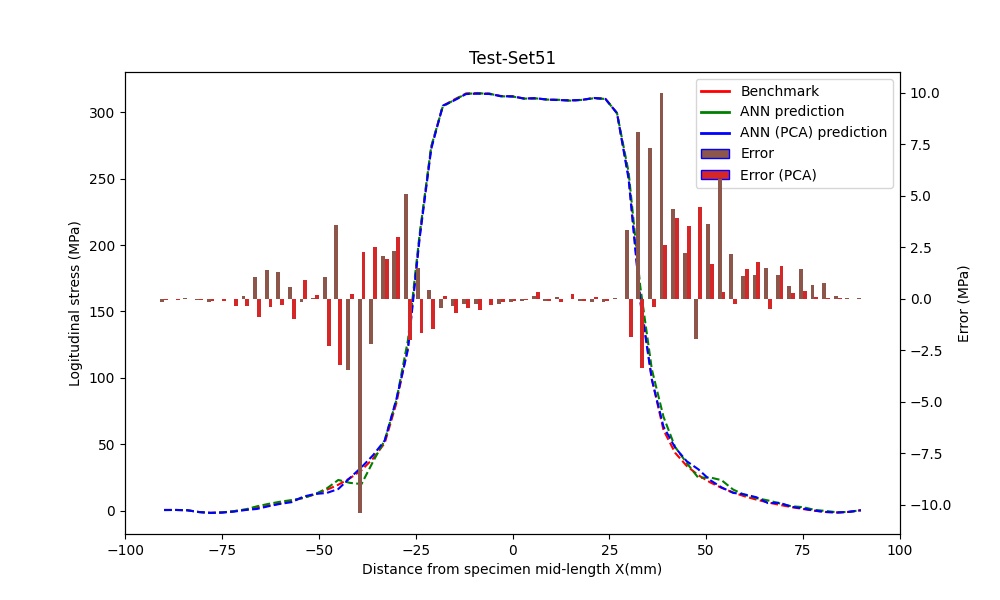 Test-Set51
Benchmark
ANN prediction
ANN (PCA) prediction
Error
Error (PCA)
Logitudinal stress (MPa)
300
250
200
150
100
50
0
10.0
7.5
5.0
2.5
0.0
−2.5
−5.0
−7.5
−10.0
Error (MPa)
−100 −75 −50 −25 0 25 50 75 100
Distance from specimen mid-length X(mm)